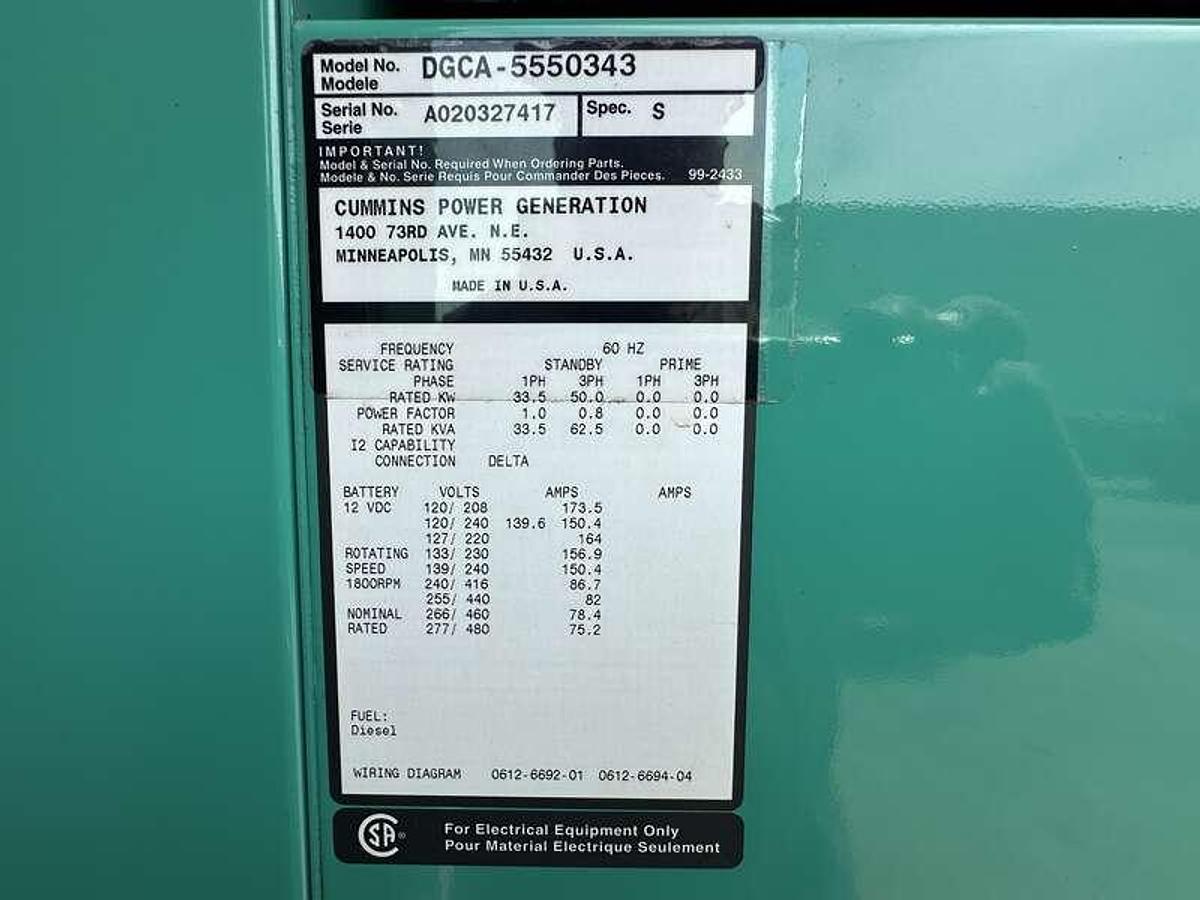 Model No. DGCA-5550343
Modele
Serial No. A020327417 Spec. S
Serie
IMPORTANT!
Model & Serial No. Required When Ordering Parts.
Modele & No. Serie Requis Pour Commander Des Pieces. 99-2433
CUMMINS POWER GENERATION
1400 73RD AVE. N.E.
MINNEAPOLIS, MN 55432 U.S.A.
MADE IN U.S.A.
FREQUENCY 60 HZ
SERVICE RATING STANDBY PRIME
PHASE 1PH 3PH 1PH 3PH
RATED KW 33.5 50.0 0.0 0.0
POWER FACTOR 1.0 0.8 0.0 0.0
RATED KVA 33.5 62.5 0.0 0.0
I2 CAPABILITY
CONNECTION DELTA
BATTERY VOLTS AMPS AMPS
12 VDC 120/ 208 173.5
120/ 240 139.6 150.4
127/ 220 164
ROTATING 133/ 230 156.9
SPEED 139/ 240 150.4
1800RPM 240/ 416 86.7
255/ 440 82
NOMINAL 266/ 460 78.4
RATED 277/ 480 75.2
FUEL:
Diesel
WIRING DIAGRAM 0612-6692-01 0612-6694-04
CSA® For Electrical Equipment Only
Pour Material Electrique Seulement